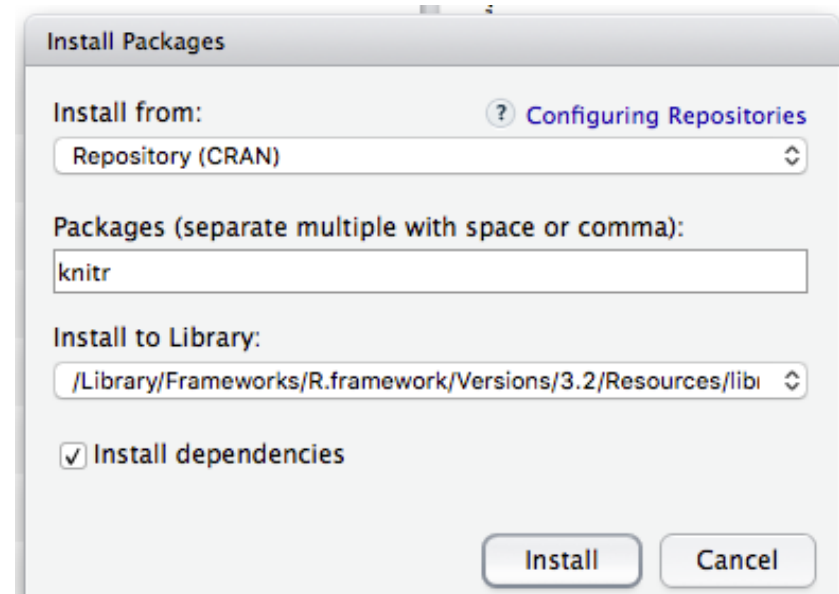 Install Packages
Install from:
? Configuring Repositories
Repository (CRAN)
Packages (separate multiple with space or comma):
knitr
Install to Library:
/Library/Frameworks/R.framework/Versions/3.2/Resources/libr
Install dependencies
Install
Cancel